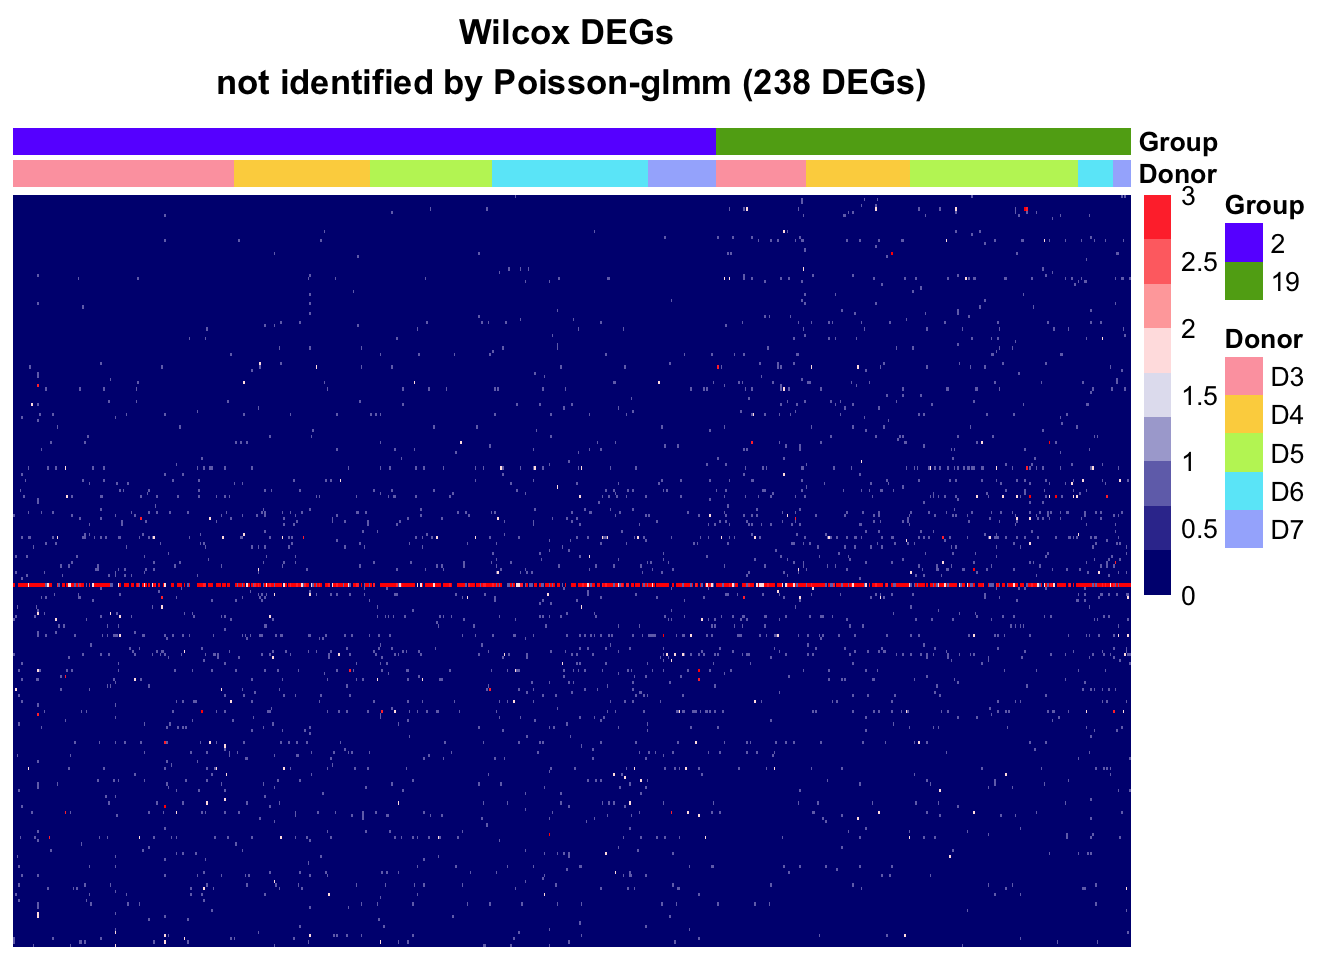 Wilcox DEGs
not identified by Poisson-glmm (238 DEGs)
Group
Donor
3
2.5
2
1.5
1
0.5
0
Group
2
19
Donor
D3
D4
D5
D6
D7